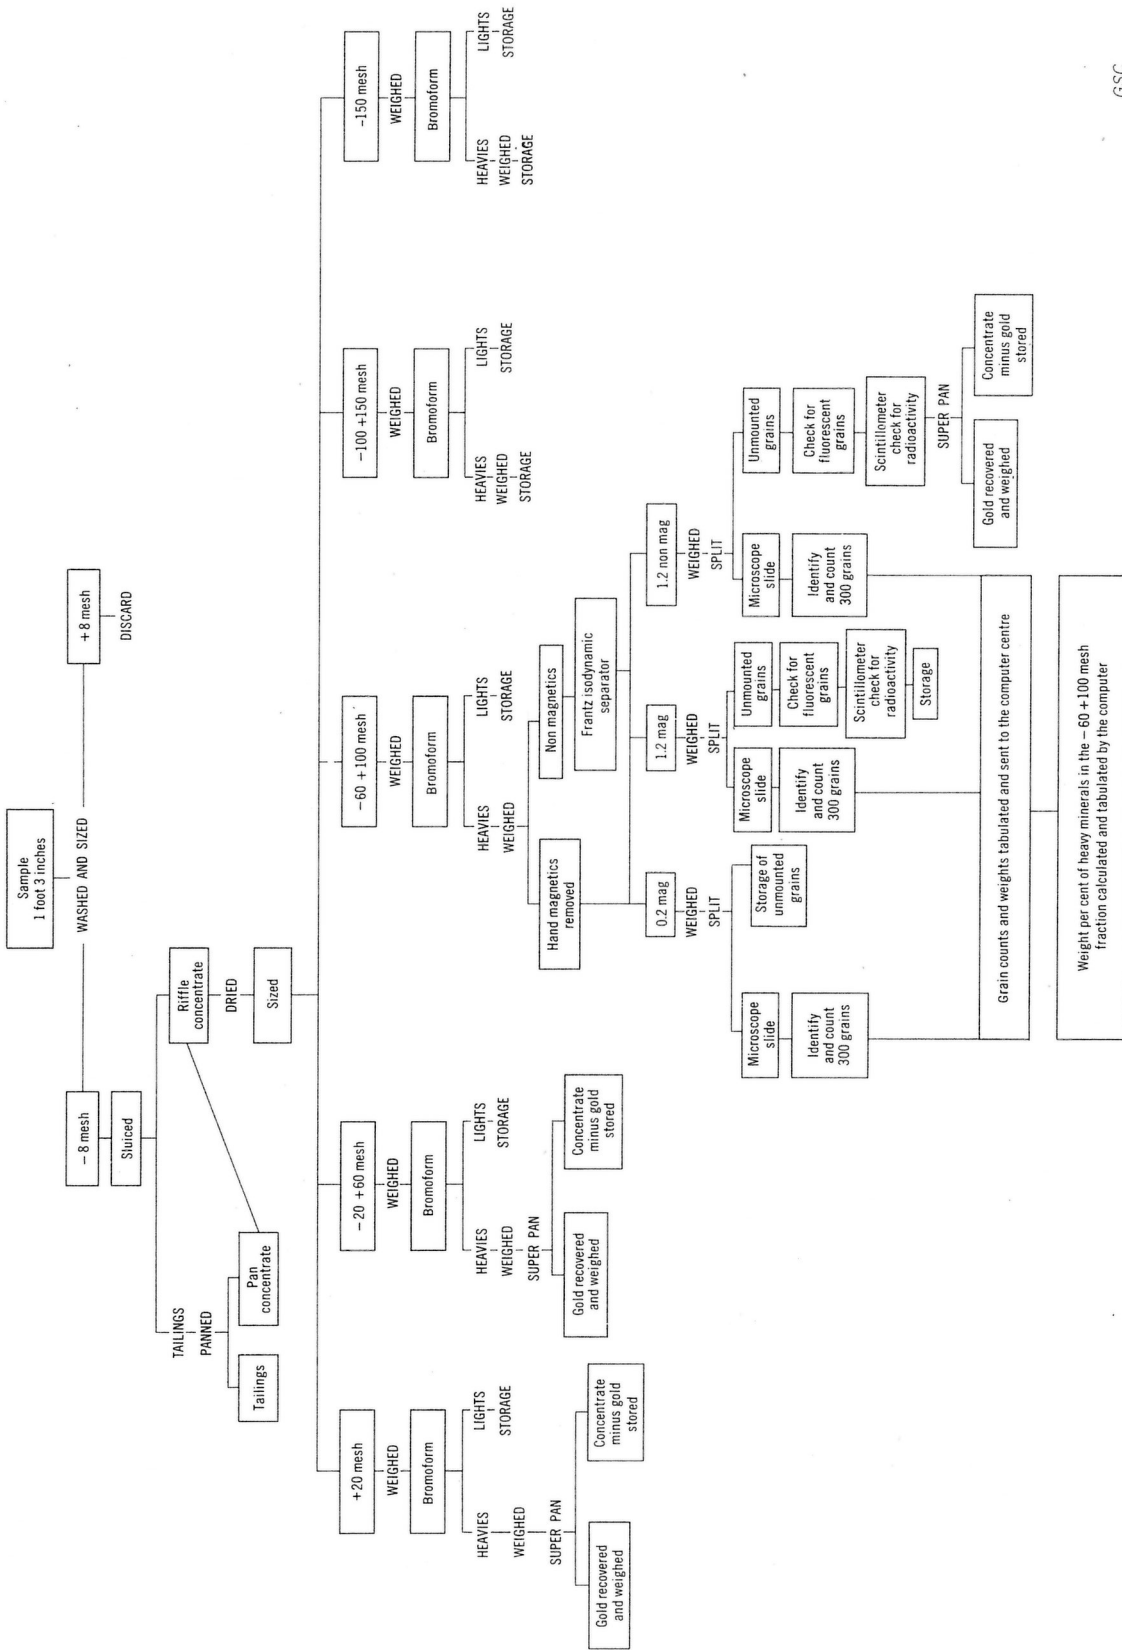 Sample
1 foot 3 inches
WASHED AND SIZED
− 8 mesh
+ 8 mesh
DISCARD
Sluiced
TAILINGS
PANNED
Tailings
Pan
concentrate
Riffle
concentrate
DRIED
Sized
+20 mesh
WEIGHED
Bromoform
HEAVIES
WEIGHED
SUPER PAN
Gold recovered
and weighed
Concentrate
minus gold
stored
LIGHTS
STORAGE
− 20 +60 mesh
WEIGHED
Bromoform
HEAVIES
WEIGHED
SUPER PAN
Gold recovered
and weighed
Concentrate
minus gold
stored
LIGHTS
STORAGE
− 60 +100 mesh
WEIGHED
Bromoform
HEAVIES
WEIGHED
LIGHTS
STORAGE
Hand magnetics
removed
Non magnetics
Frantz isodynamic
separator
0.2 mag
WEIGHED
SPLIT
Microscope
slide
Identify
and count
300 grains
Storage of
unmounted
grains
1.2 mag
WEIGHED
SPLIT
Microscope
slide
Identify
and count
300 grains
Unmounted
grains
Check for
fluorescent
grains
Scintillometer
check for
radioactivity
Storage
1.2 non mag
WEIGHED
SPLIT
Microscope
slide
Identify
and count
300 grains
Unmounted
grains
Check for
fluorescent
grains
Scintillometer
check for
radioactivity
SUPER PAN
Gold recovered
and weighed
Concentrate
minus gold
stored
Grain counts and weights tabulated and sent to the computer centre
Weight per cent of heavy minerals in the − 60 +100 mesh
fraction calculated and tabulated by the computer
−100 +150 mesh
WEIGHED
Bromoform
HEAVIES
WEIGHED
STORAGE
LIGHTS
STORAGE
−150 mesh
WEIGHED
Bromoform
HEAVIES
WEIGHED
STORAGE
LIGHTS
STORAGE
GSC